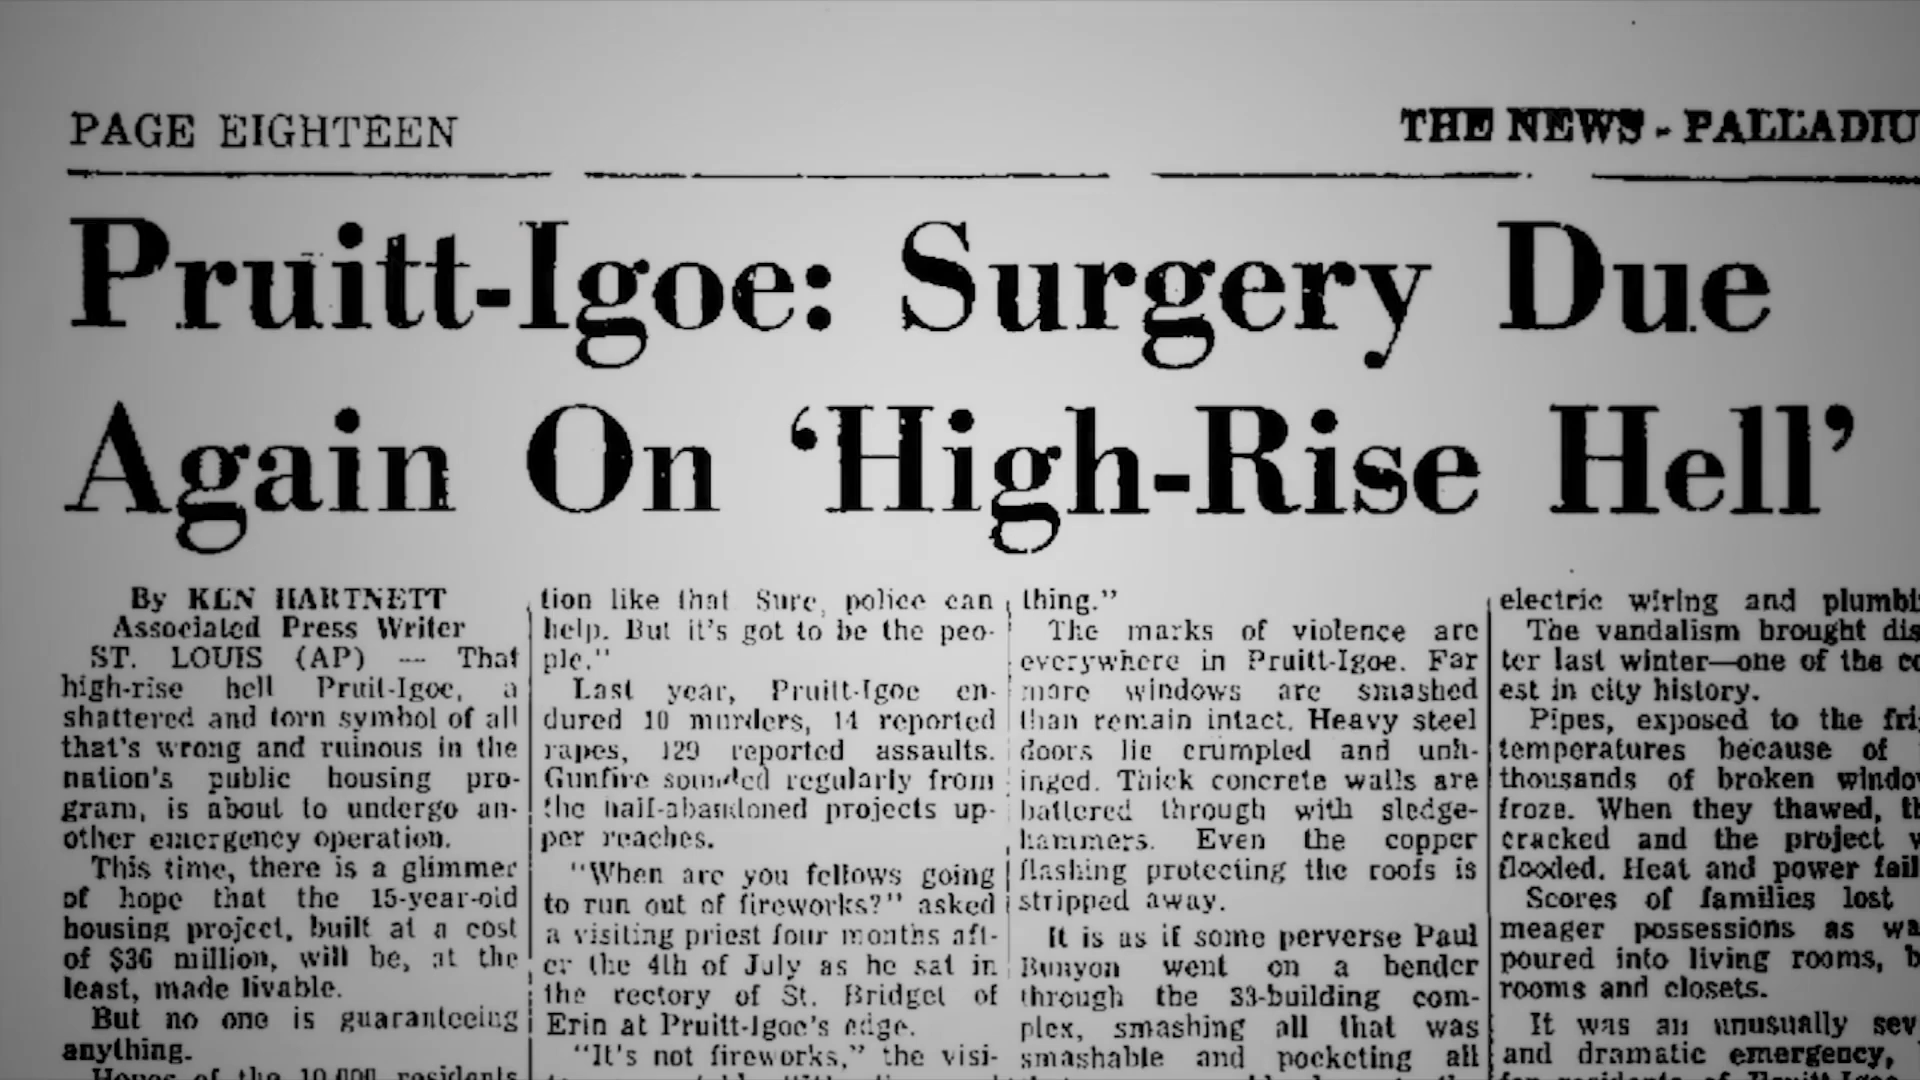 PAGE EIGHTEEN
THE NEWS - PALLADIU
Pruitt-Igoe: Surgery Due
Again On ‘High-Rise Hell’
By KEN HARTNETT
Associated Press Writer
ST. LOUIS (AP) -- That
high-rise hell Pruit-Igoe, a
shattered and torn symbol of all
that's wrong and ruinous in the
nation's public housing pro-
gram, is about to undergo an-
other emergency operation.
This time, there is a glimmer
of hope that the 15-year-old
housing project, built at a cost
of $36 million, will be, at the
least, made livable.
But no one is guaranteeing
anything.
Hopes of the 10,000 residents
tion like that Sure, police can
help. But it's got to be the peo-
ple."
Last year, Pruitt-Igoe en-
dured 10 murders, 14 reported
rapes, 129 reported assaults.
Gunfire sounded regularly from
the half-abandoned projects up-
per reaches.
"When are you fellows going
to run out of fireworks?" asked
a visiting priest four months aft-
er the 4th of July as he sat in
the rectory of St. Bridget of
Erin at Pruitt-Igoe's edge.
"It's not fireworks," the visi-
thing."
The marks of violence are
everywhere in Pruitt-Igoe. Far
more windows are smashed
than remain intact. Heavy steel
doors lie crumpled and unh-
inged. Thick concrete walls are
battered through with sledge-
hammers. Even the copper
flashing protecting the roofs is
stripped away.
It is as if some perverse Paul
Bunyon went on a bender
through the 33-building com-
plex, smashing all that was
smashable and pocketing all
electric wiring and plumbi
The vandalism brought dis
ter last winter—one of the co
est in city history.
Pipes, exposed to the fri
temperatures because of
thousands of broken window
froze. When they thawed, th
cracked and the project w
flooded. Heat and power fail
Scores of families lost
meager possessions as wa
poured into living rooms, b
rooms and closets.
It was an unusually sev
and dramatic emergency,